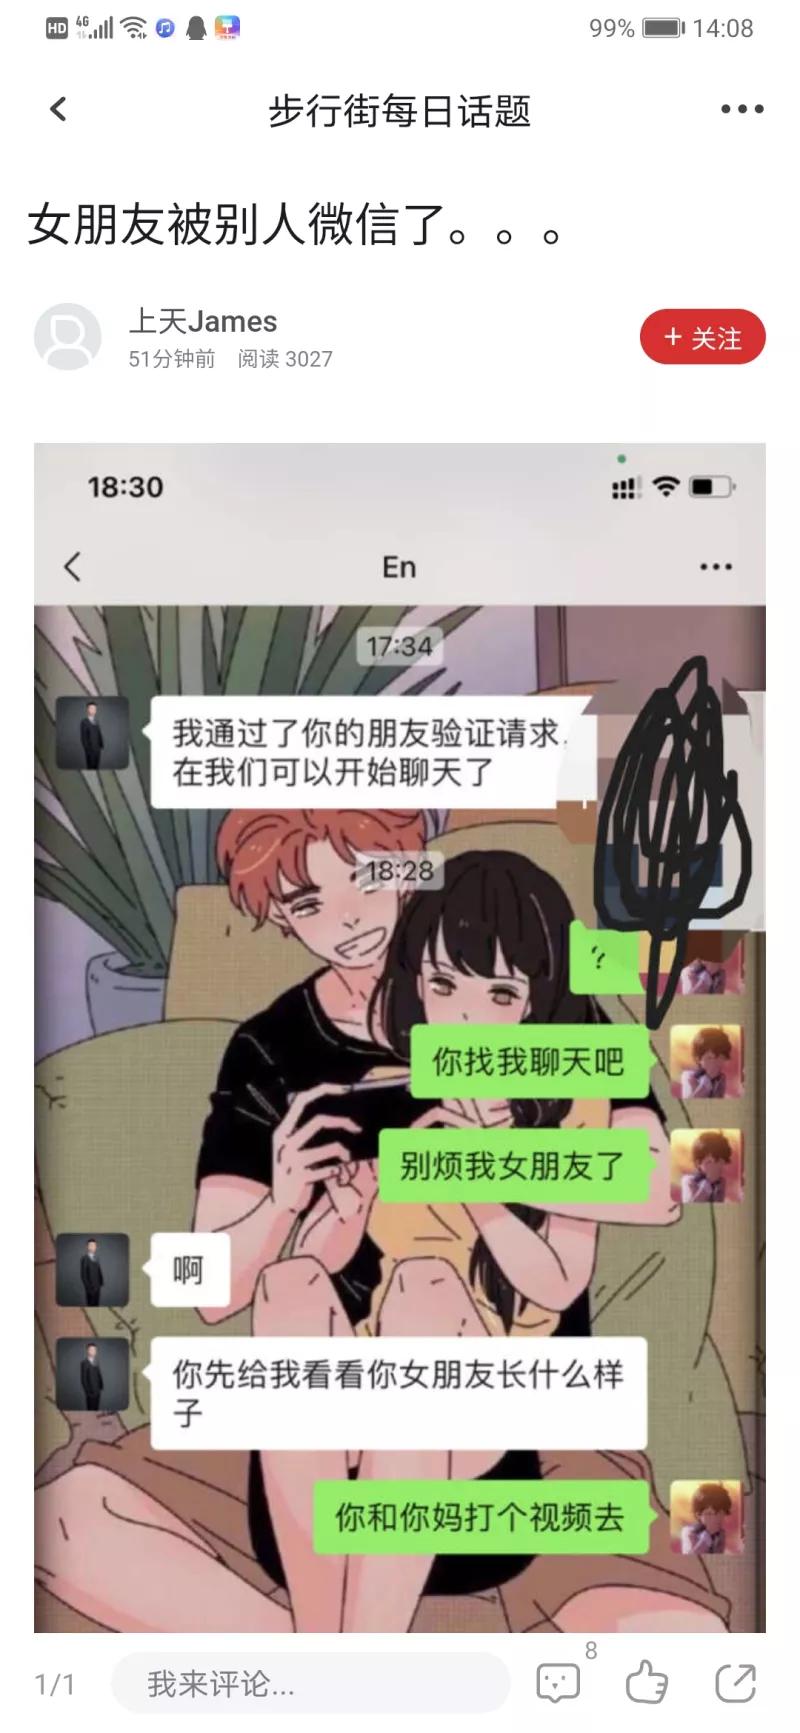 HD 4G 99% 14:08
步行街每日话题
女朋友被别人微信了。。。
上天James
51分钟前 阅读 3027
+ 关注
18:30
En
17:34
我通过了你的朋友验证请求，
在我们可以开始聊天了
18:28
？
你找我聊天吧
别烦我女朋友了
啊
你先给我看看你女朋友长什么样
子
你和你妈打个视频去
1/1 我来评论... 8